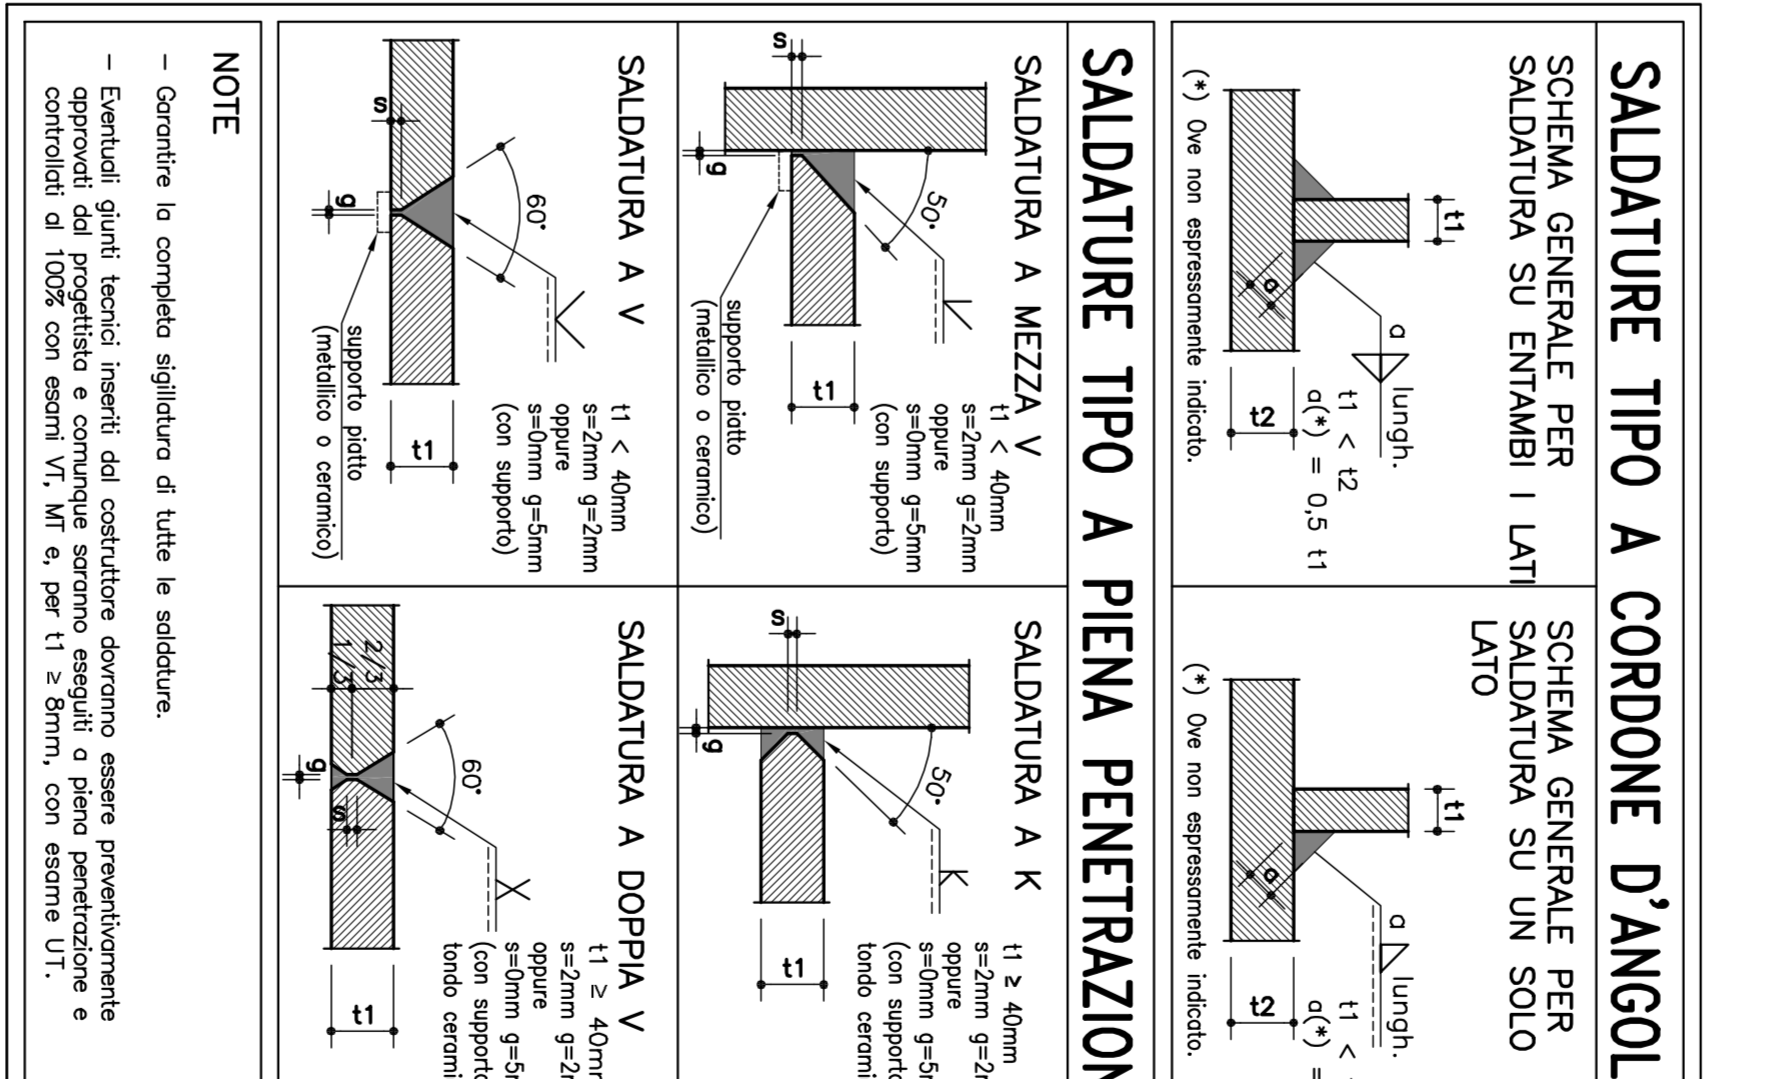 SALDATURE TIPO A CORDONE D'ANGOL
SCHEMA GENERALE PER
SALDATURA SU ENTAMBI I LATI
t1
a
a
lungh.
t1 < t2
a(*) = 0,5 t1
t2
(*) Ove non espressamente indicato.
SCHEMA GENERALE PER
SALDATURA SU UN SOLO
LATO
t1
a
a
lungh.
t1 <
a(*) =
t2
(*) Ove non espressamente indicato.
SALDATURE TIPO A PIENA PENETRAZION
SALDATURA A MEZZA V
s
g
50°
t1 < 40mm
s=2mm g=2mm
oppure
s=0mm g=5mm
(con supporto)
t1
supporto piatto
(metallico o ceramico)
SALDATURA A K
s
g
50°
t1 ≥ 40mm
s=2mm g=2
oppure
s=0mm g=5
(con supporto
tondo cerami
t1
SALDATURA A V
s
g
60°
t1 < 40mm
s=2mm g=2mm
oppure
s=0mm g=5mm
(con supporto)
t1
supporto piatto
(metallico o ceramico)
SALDATURA A DOPPIA V
2/3
1/3
g
s
60°
t1 ≥ 40m
s=2mm g=2
oppure
s=0mm g=5
(con supporto
tondo cerami
t1
NOTE
– Garantire la completa sigillatura di tutte le saldature.
– Eventuali giunti tecnici inseriti dal costruttore dovranno essere preventivamente
approvati dal progettista e comunque saranno eseguiti a piena penetrazione e
controllati al 100% con esami VT, MT e, per t1 ≥ 8mm, con esame UT.